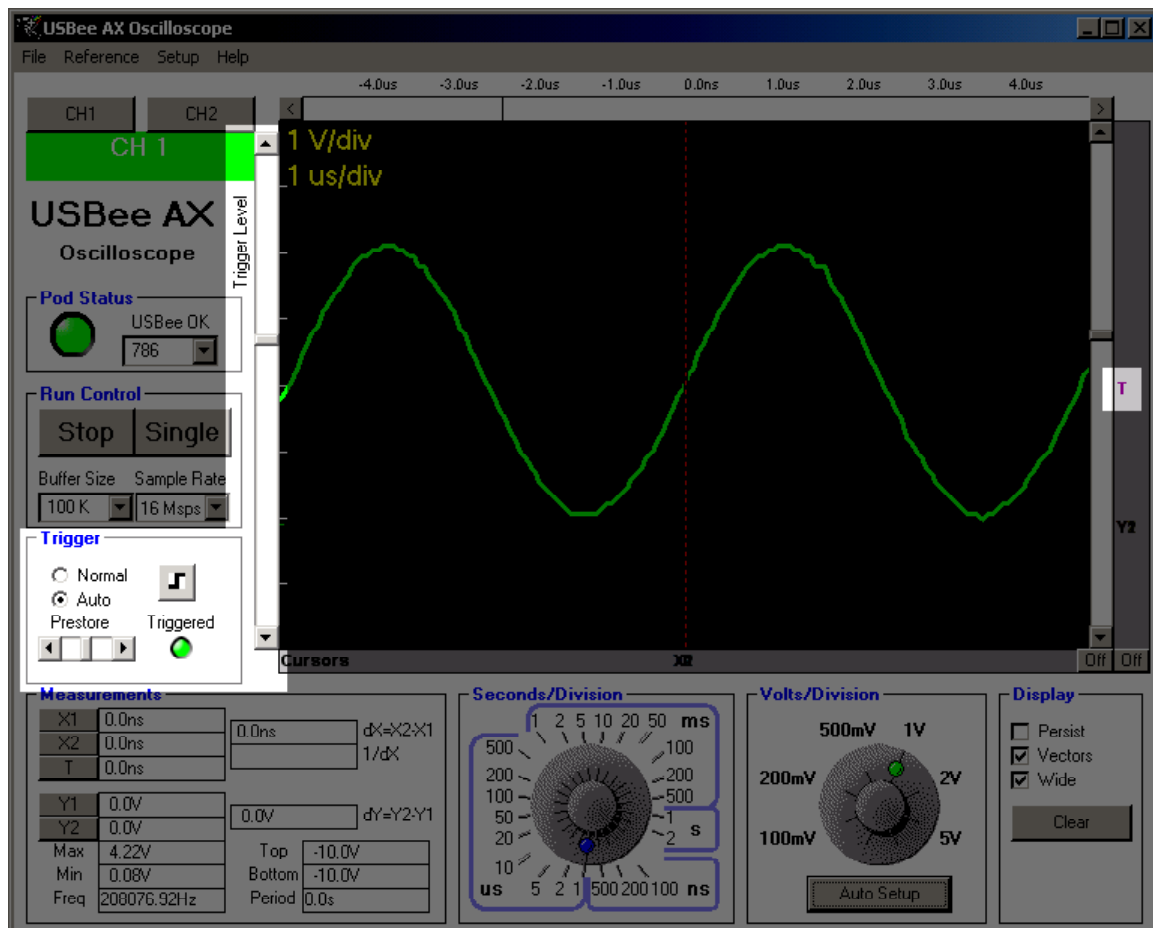 USBee AX Oscilloscope
File Reference Setup Help
-4.0us -3.0us -2.0us -1.0us 0.0ns 1.0us 2.0us 3.0us 4.0us
CH1 CH2
CH 1
1 V/div
1 us/div
USBee AX
Oscilloscope
Trigger Level
Pod Status
USBee OK
786
T
Run Control
Stop Single
Buffer Size Sample Rate
100 K 16 Msps
Y2
Trigger
Normal
Auto
Prestore Triggered
Cursors X2 Off Off
Measurements
X1 0.0ns
X2 0.0ns
T 0.0ns
0.0ns dX=X2-X1
1/dX
Y1 0.0V
Y2 0.0V
0.0V dY=Y2-Y1
Max 4.22V Top -10.0V
Min 0.08V Bottom -10.0V
Freq 208076.92Hz Period 0.0s
Seconds/Division
1 2 5 10 20 50 ms
500 100
200 200
100 500
50 1
20 2 s
10
us 5 2 1 500 200 100 ns
Volts/Division
500mV 1V
200mV 2V
100mV 5V
Auto Setup
Display
Persist
Vectors
Wide
Clear